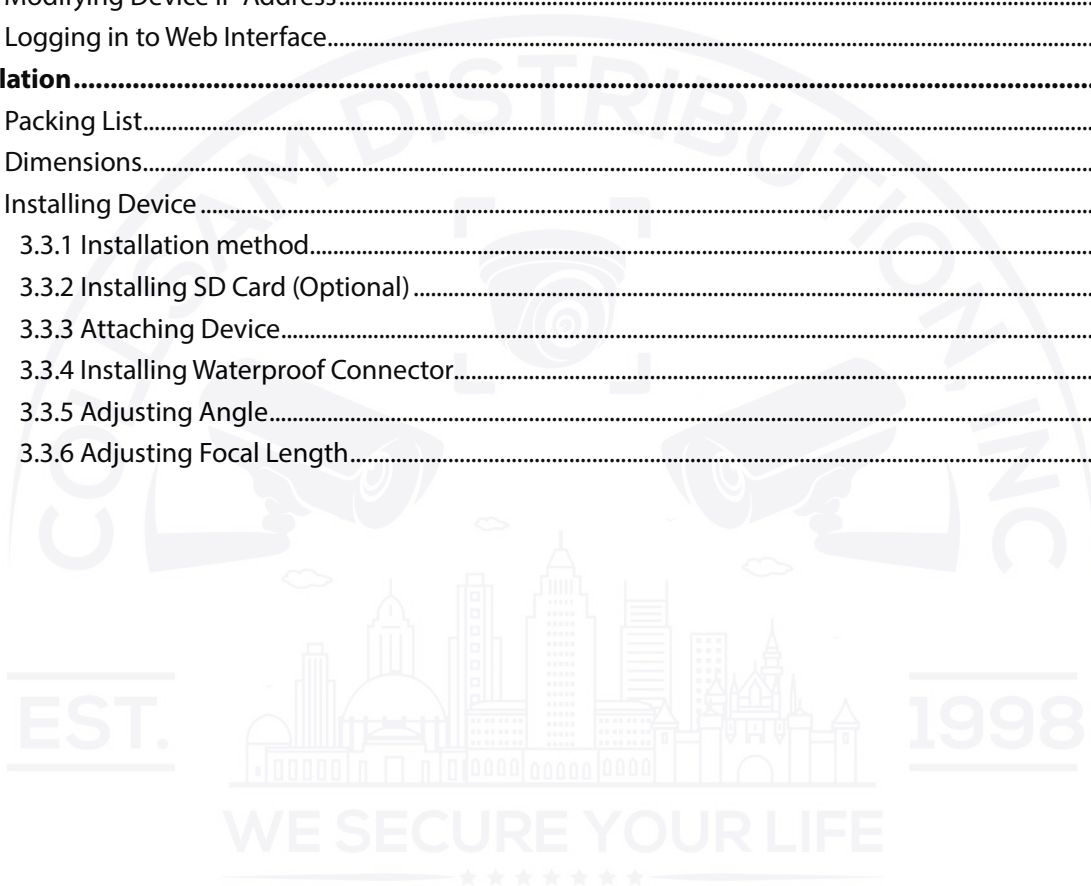 Modifying Device IP Address
Logging in to Web Interface
lation
Packing List
Dimensions
Installing Device
3.3.1 Installation method
3.3.2 Installing SD Card (Optional)
3.3.3 Attaching Device
3.3.4 Installing Waterproof Connector
3.3.5 Adjusting Angle
3.3.6 Adjusting Focal Length
EST.
1998
WE SECURE YOUR LIFE